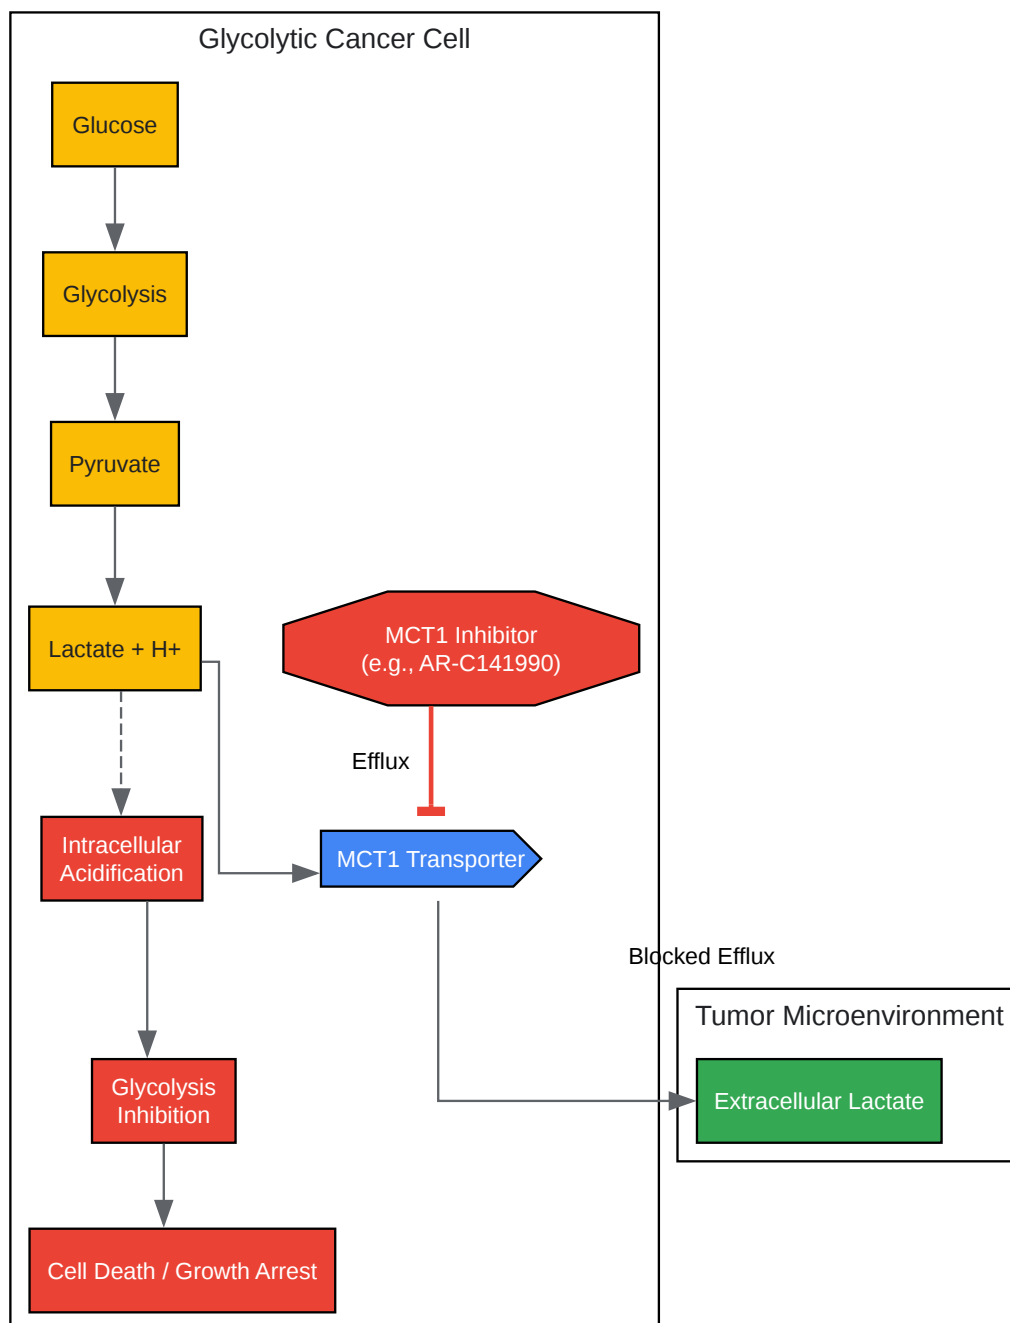 Glycolytic Cancer Cell
Glucose
Glycolysis
Pyruvate
Lactate + H+
MCT1 Inhibitor
(e.g., AR-C141990)
Efflux
Intracellular
Acidification
MCT1 Transporter
Blocked Efflux
Tumor Microenvironment
Extracellular Lactate
Glycolysis
Inhibition
Cell Death / Growth Arrest